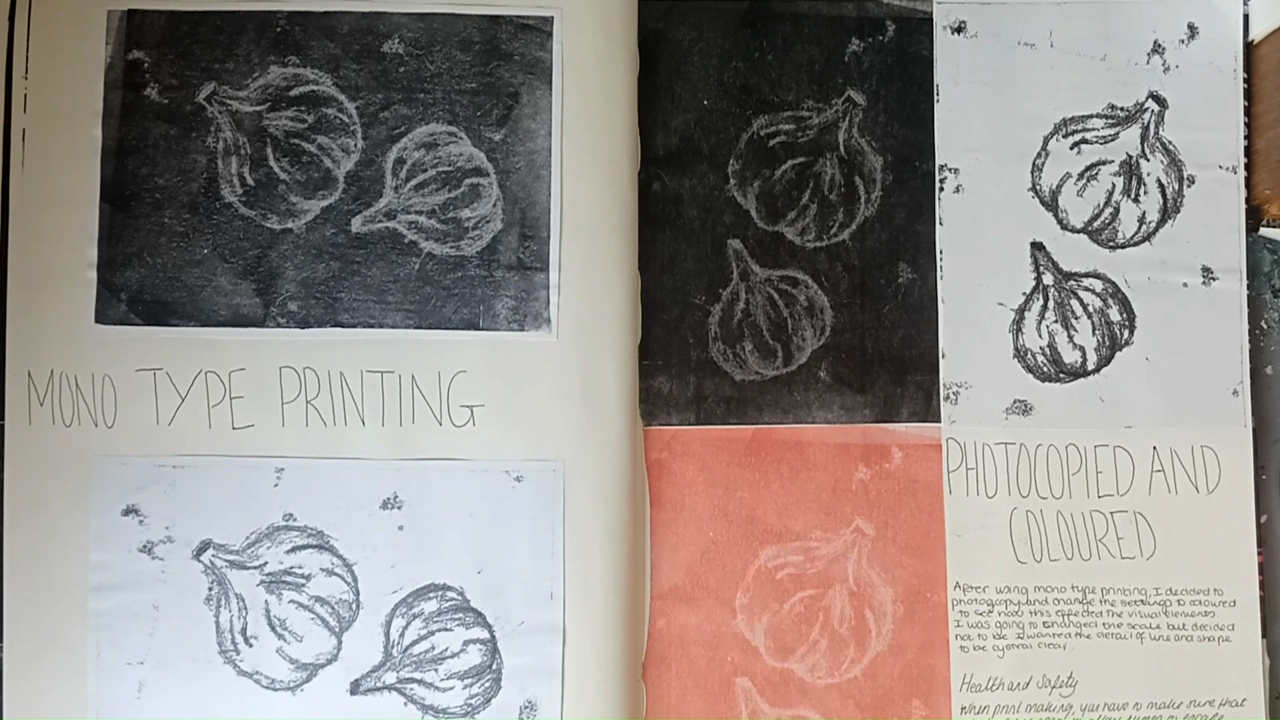 MONO TYPE PRINTING
PHOTOCOPIED AND
COLOURED
After using mono type printing, I decided to
photocopy and change the settings to coloured
to see how this effected the visual elements
I was going to changed the scale but decided
not to as I wanted the detail of line and shape
to be crystal clear.
Health and Safety
When print making, you have to make sure that